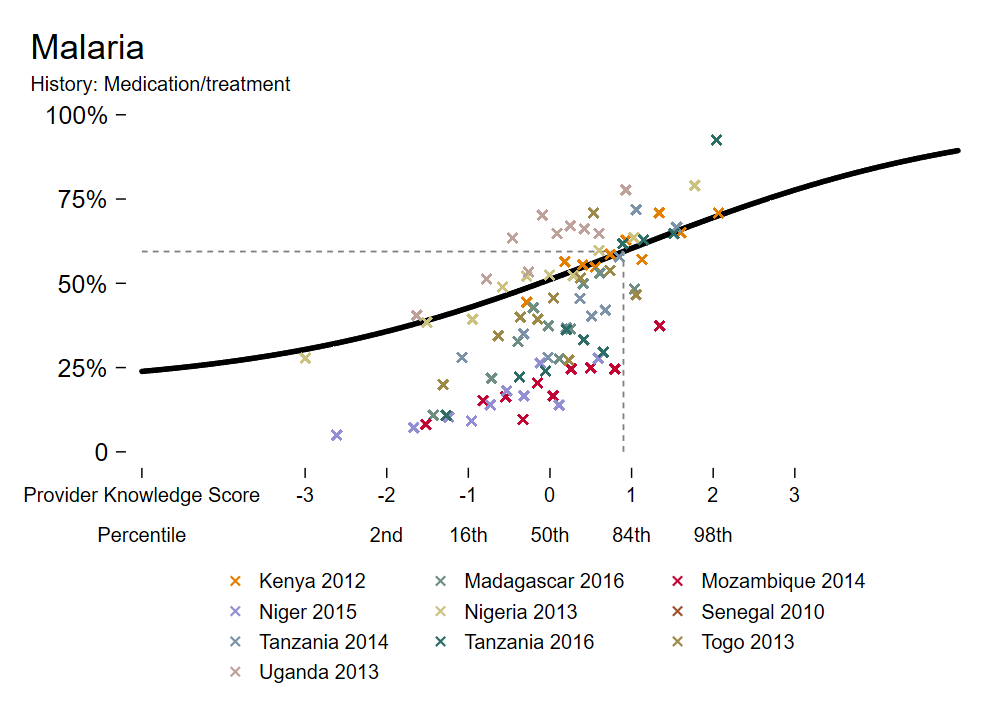 Malaria
History: Medication/treatment
100%
75%
50%
25%
0
Provider Knowledge Score -3 -2 -1 0 1 2 3
Percentile 2nd 16th 50th 84th 98th
Kenya 2012 Madagascar 2016 Mozambique 2014
Niger 2015 Nigeria 2013 Senegal 2010
Tanzania 2014 Tanzania 2016 Togo 2013
Uganda 2013